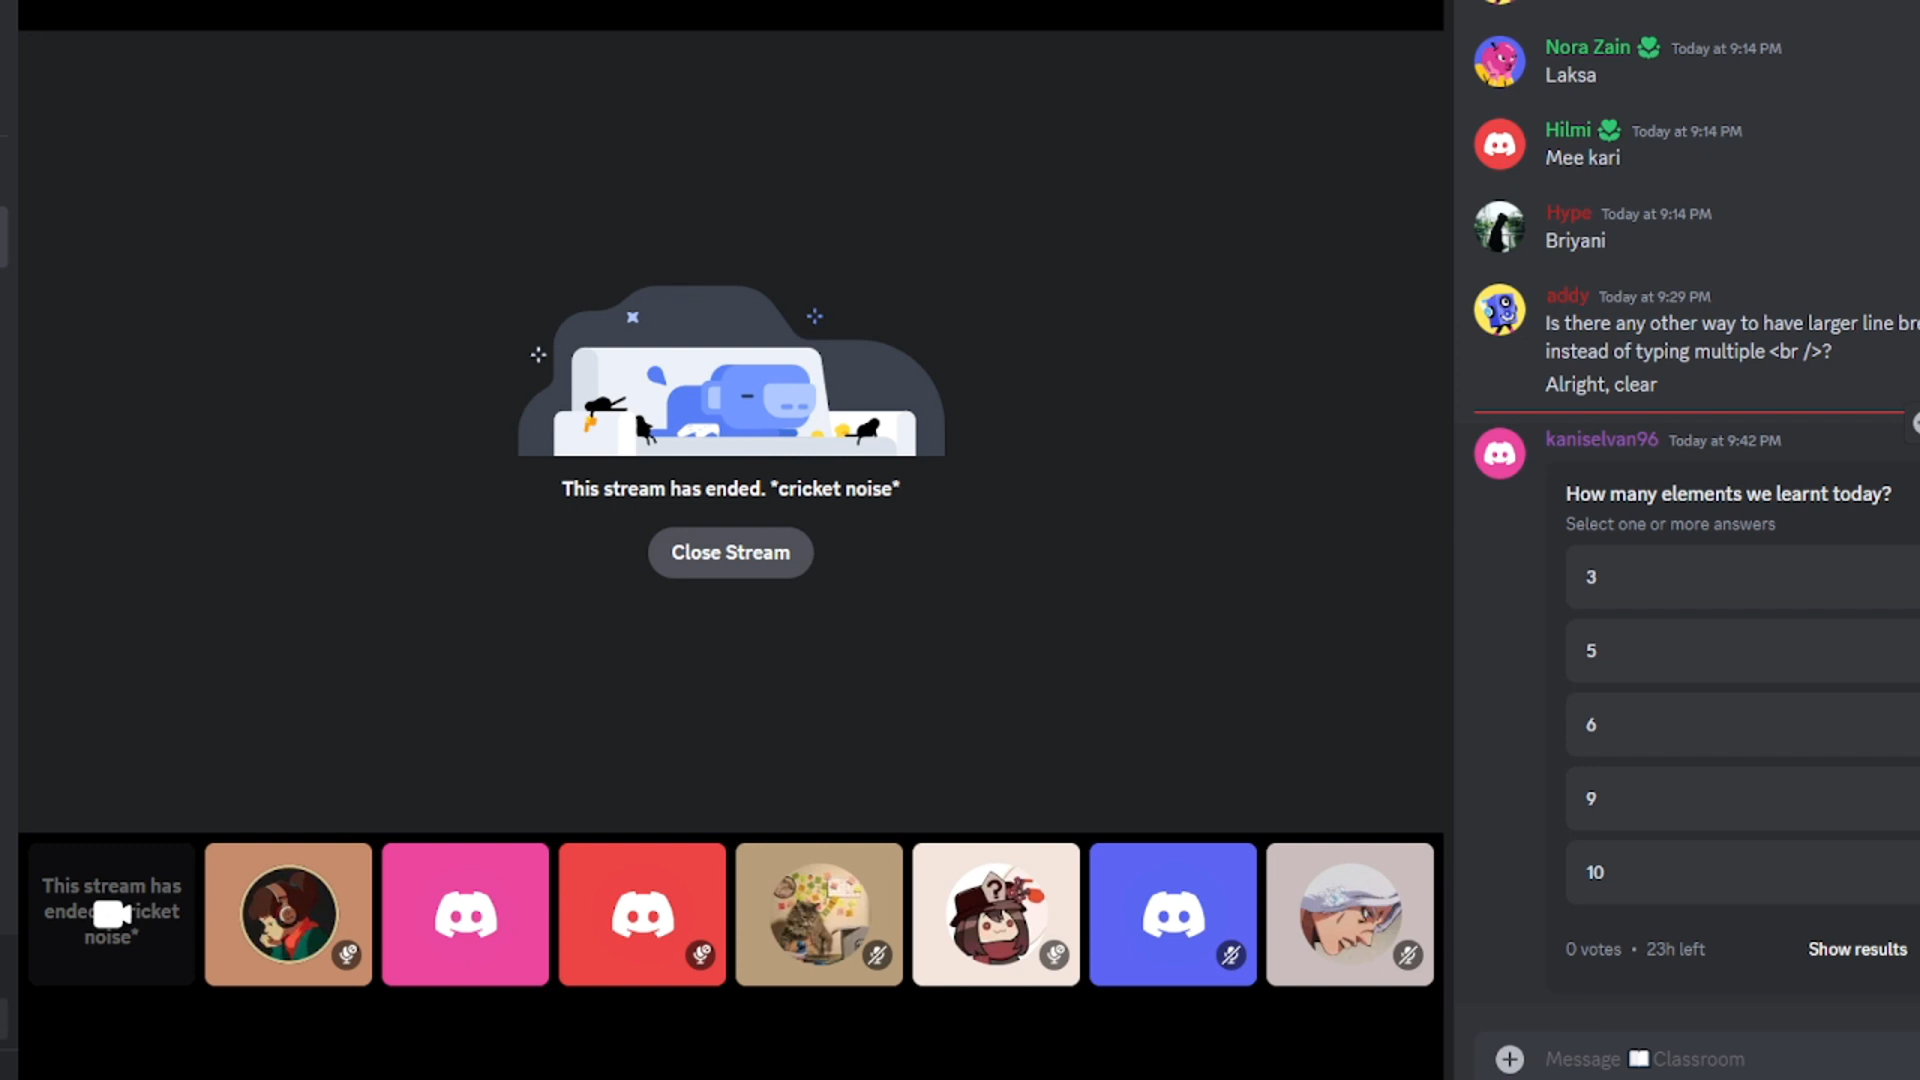 Nora Zain Today at 9:14 PM
Laksa
Hilmi Today at 9:14 PM
Mee kari
Hype Today at 9:14 PM
Briyani
addy Today at 9:29 PM
Is there any other way to have larger line
instead of typing multiple <br />?
Alright, clear
kaniselvan96 Today at 9:42 PM
How many elements we learnt today?
Select one or more answers
3
5
6
9
10
0 votes • 23h left Show results
Message Classroom
This stream has ended. *cricket noise*
Close Stream
This stream has
noise*